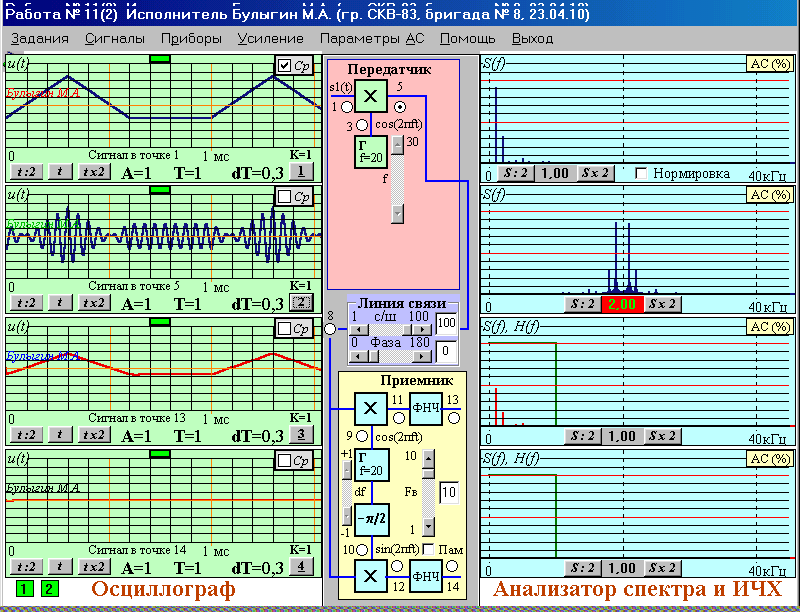 Работа №11(2) Исполнитель Булыгин М.А. (гр. СКВ-83, бригада №8, 23.04.10)
Задания Сигналы Приборы Усиление Параметры АС Помощь Выход
u(t) Ср
Булыгин М.А
0 Сигнал в точке 1 1 мс K=1
t:2 t tx2 A=1 T=1 dT=0,3 1
u(t) Ср
Булыгин М.А
0 Сигнал в точке 5 1 мс K=1
t:2 t tx2 A=1 T=1 dT=0,3 2
u(t) Ср
Булыгин М.А
0 Сигнал в точке 13 1 мс K=1
t:2 t tx2 A=1 T=1 dT=0,3 3
u(t) Ср
Булыгин М.А
0 Сигнал в точке 14 1 мс K=1
t:2 t tx2 A=1 T=1 dT=0,3 4
1 2 Осциллограф
Передатчик
s1(t) X 5
1
3 cos(2πft)
Г
f=20
30
f
Линия связи
8 1 с/ш 100 100
0 Фаза 180 0
Приемник
X 11 ФНЧ 13
9 cos(2πft)
+1 Г
f=20
10
df Fв 10
-π/2
-1 1
10 sin(2πft) Пам
X 12 ФНЧ 14
S(f) АС (%)
0 S:2 1,00 Sx2 Нормировка 40кГц
S(f) АС (%)
0 S:2 2,00 Sx2 40кГц
S(f), H(f) АС (%)
0 S:2 1,00 Sx2 40кГц
S(f), H(f) АС (%)
0 S:2 1,00 Sx2 40кГц
Анализатор спектра и ИЧХ